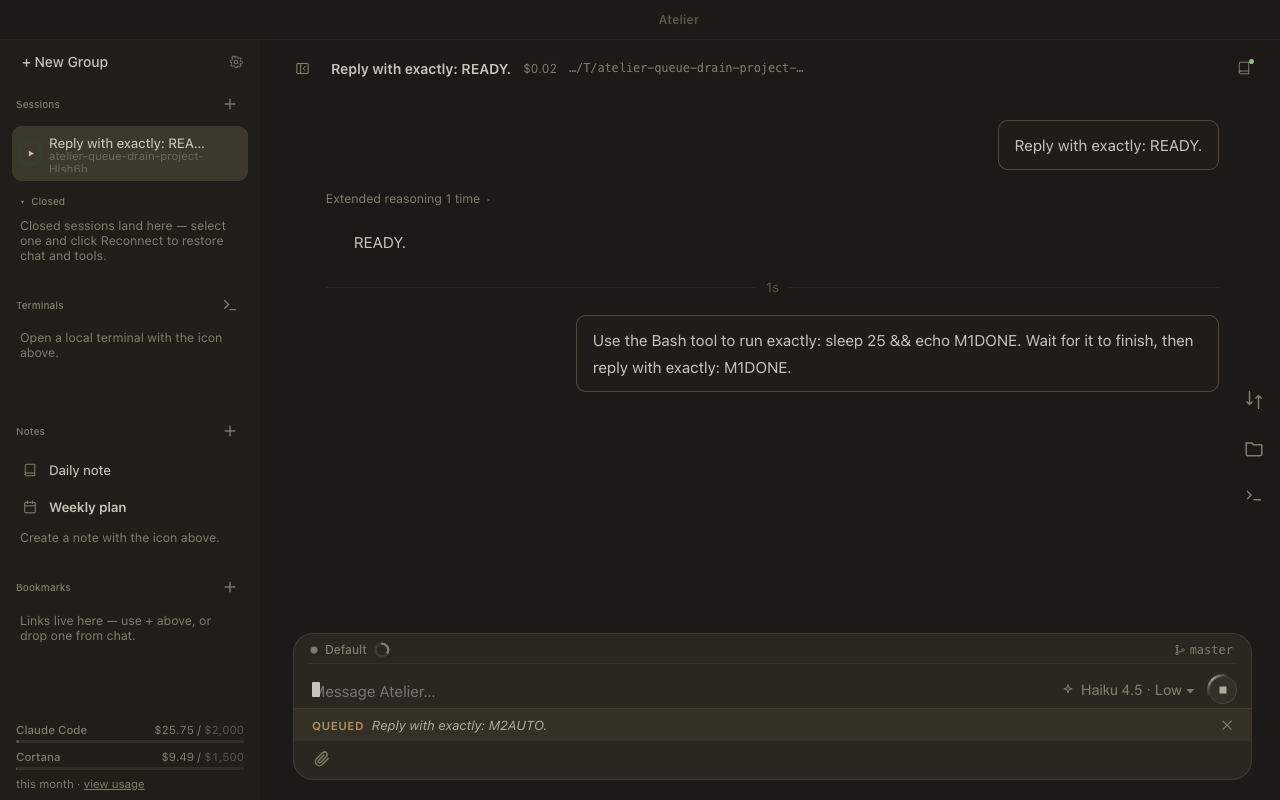 Atelier
+ New Group
Reply with exactly: READY.
$0.02
…/T/atelier-queue-drain-project-…
Sessions
Reply with exactly: REA…
atelier-queue-drain-project-
Closed
Closed sessions land here — select
one and click Reconnect to restore
chat and tools.
Terminals
Open a local terminal with the icon
above.
Notes
Daily note
Weekly plan
Create a note with the icon above.
Bookmarks
Links live here — use + above, or
drop one from chat.
Claude Code $25.75 / $2,000
Cortana $9.49 / $1,500
this month · view usage
Reply with exactly: READY.
Extended reasoning 1 time
READY.
1s
Use the Bash tool to run exactly: sleep 25 && echo M1DONE. Wait for it to finish, then
reply with exactly: M1DONE.
Default
master
Message Atelier…
Haiku 4.5 · Low
QUEUED Reply with exactly: M2AUTO.